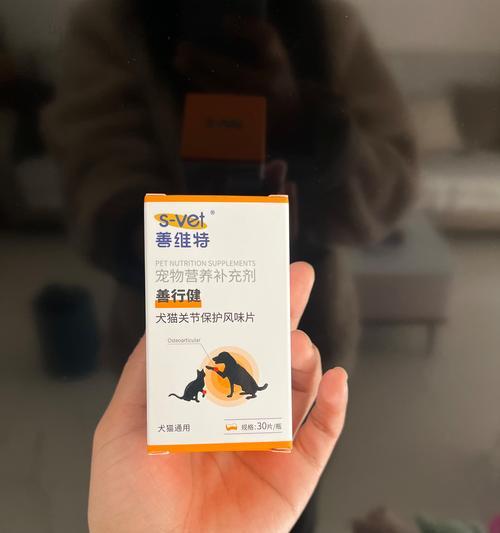 s-vet®
善维特
PET NUTRITION SUPPLEMENTS
宠物营养补充剂
善行健
犬猫关节保护风味片
Osteoarticular
犬猫通用
规格:30片/瓶